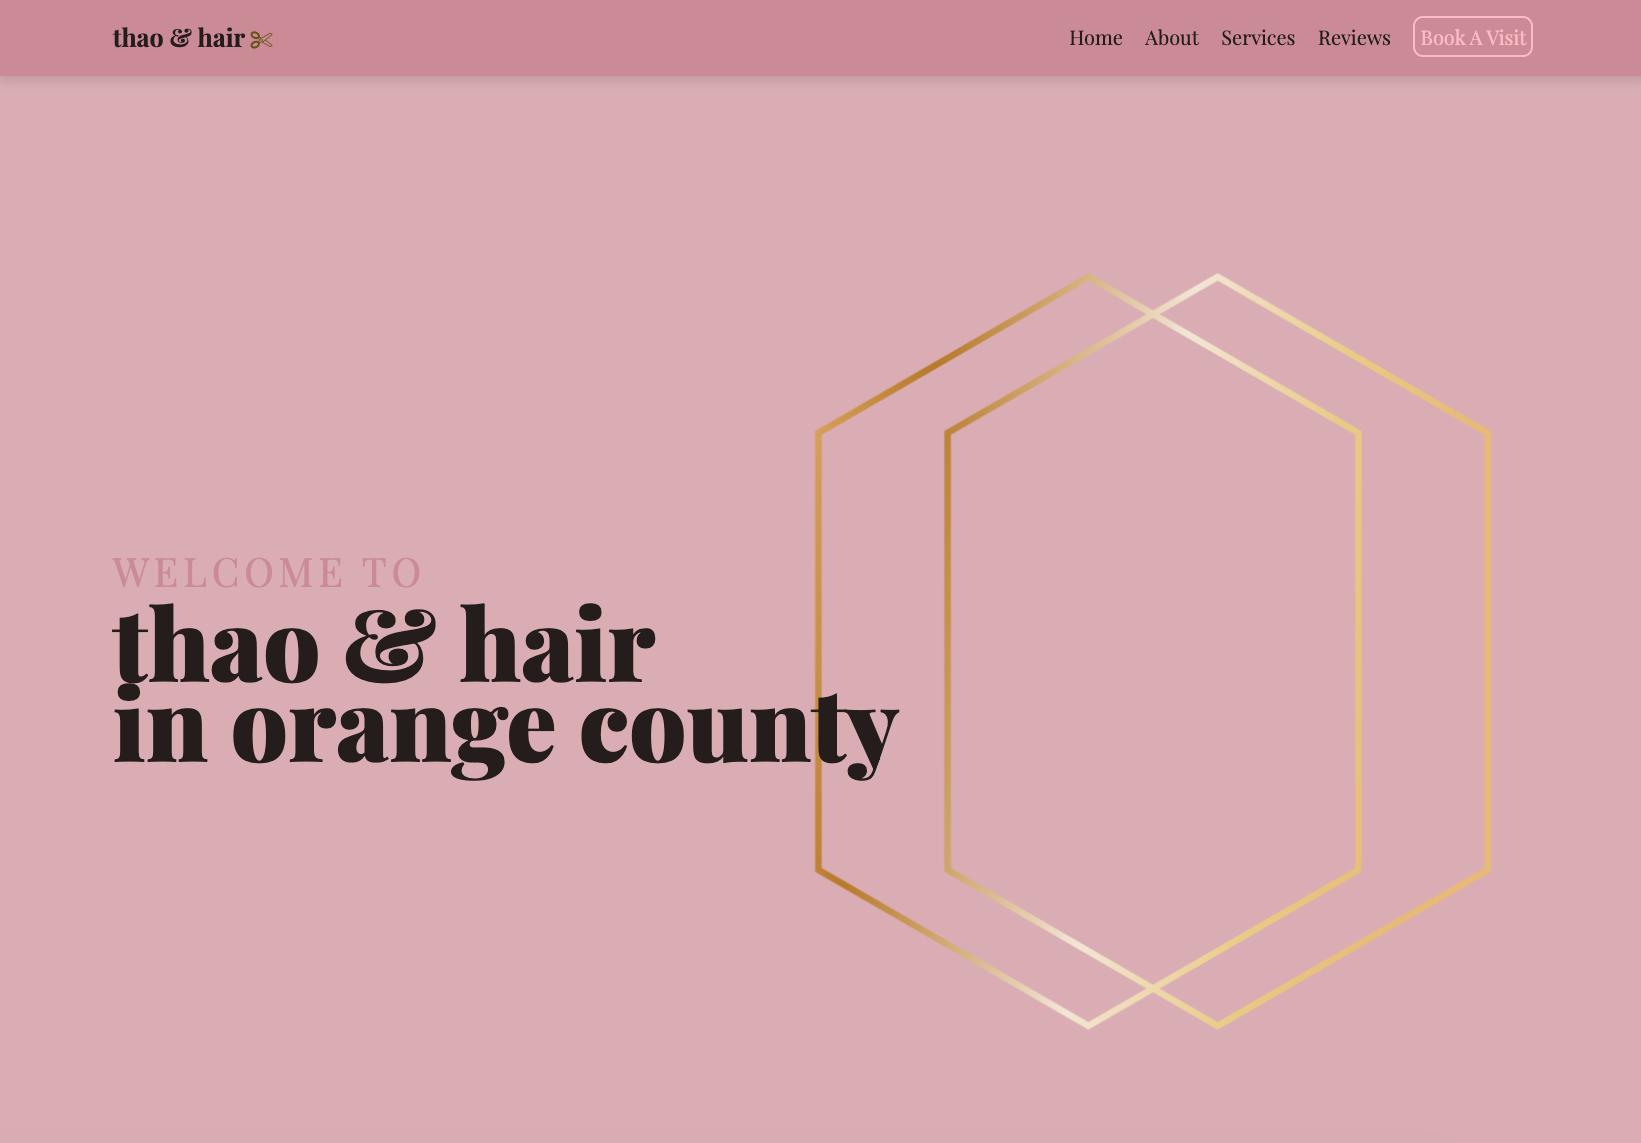 thao & hair
Home About Services Reviews Book A Visit
WELCOME TO
thao & hair
in orange county